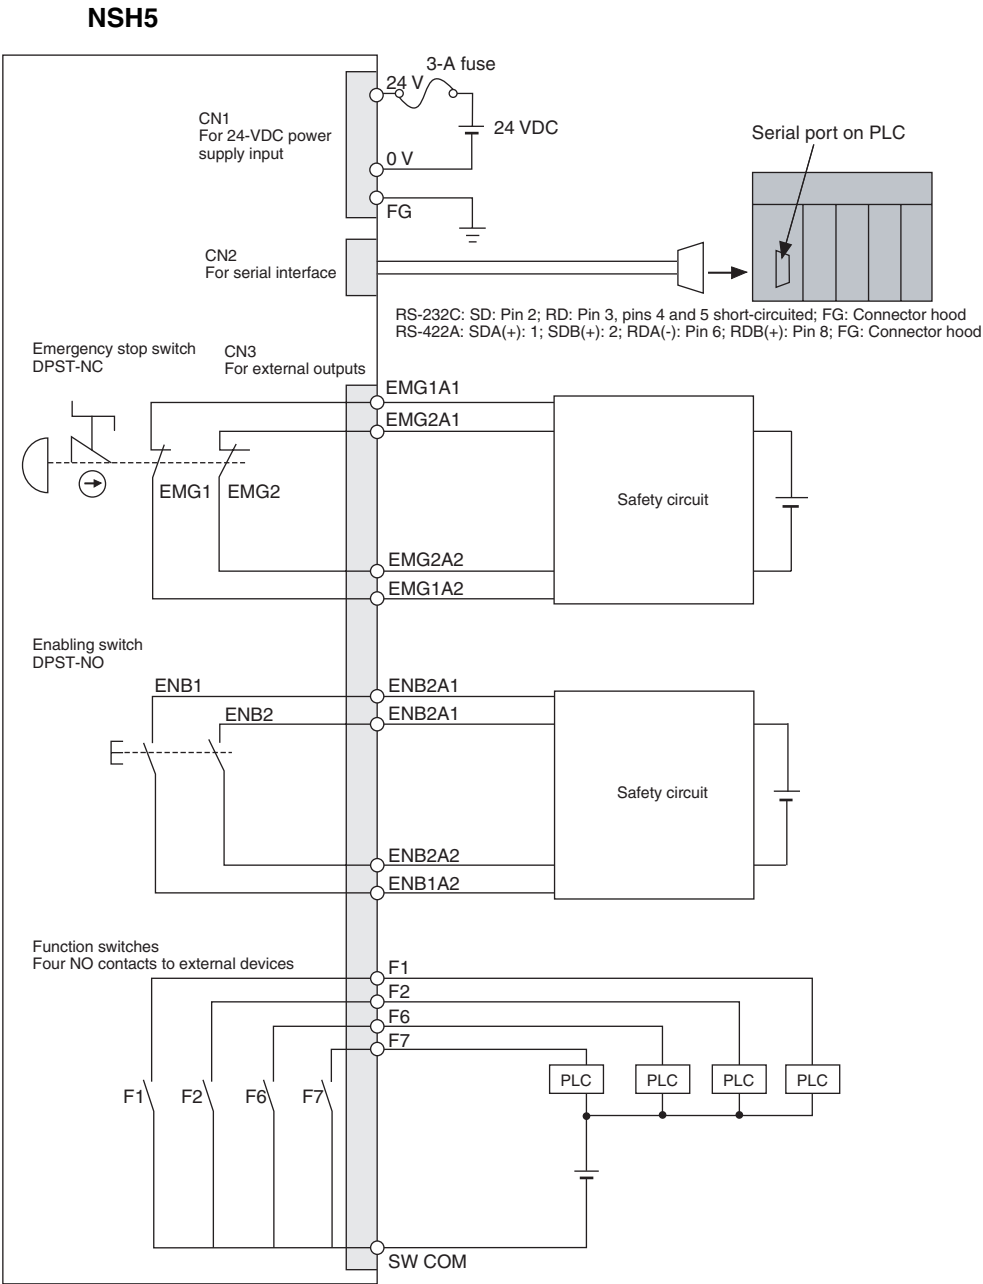 NSH5
3-A fuse
24 V
CN1
For 24-VDC power
supply input
24 VDC
0 V
FG
Serial port on PLC
CN2
For serial interface
RS-232C: SD: Pin 2; RD: Pin 3, pins 4 and 5 short-circuited; FG: Connector hood
RS-422A: SDA(+): 1; SDB(+): 2; RDA(-): Pin 6; RDB(+): Pin 8; FG: Connector hood
Emergency stop switch
DPST-NC
CN3
For external outputs
EMG1A1
EMG2A1
EMG1
EMG2
Safety circuit
EMG2A2
EMG1A2
Enabling switch
DPST-NO
ENB1
ENB2A1
ENB2
ENB2A1
Safety circuit
ENB2A2
ENB1A2
Function switches
Four NO contacts to external devices
F1
F2
F6
F7
PLC
PLC
PLC
PLC
F1
F2
F6
F7
SW COM